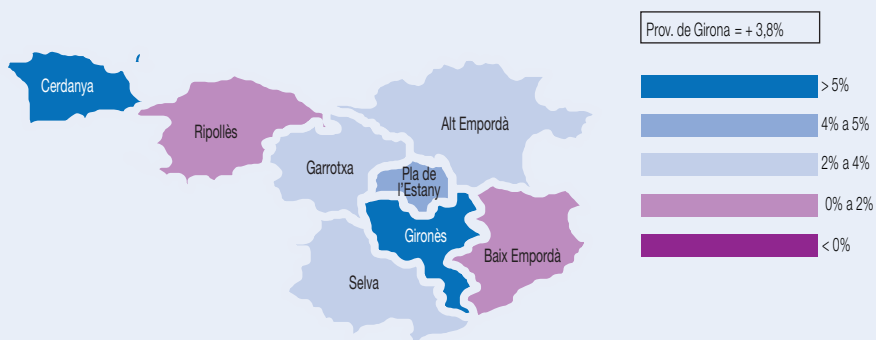 Prov. de Girona = + 3,8%
> 5%
4% a 5%
2% a 4%
0% a 2%
< 0%
Cerdanya
Ripollès
Alt Empordà
Garrotxa
Pla de
l'Estany
Gironès
Baix Empordà
Selva